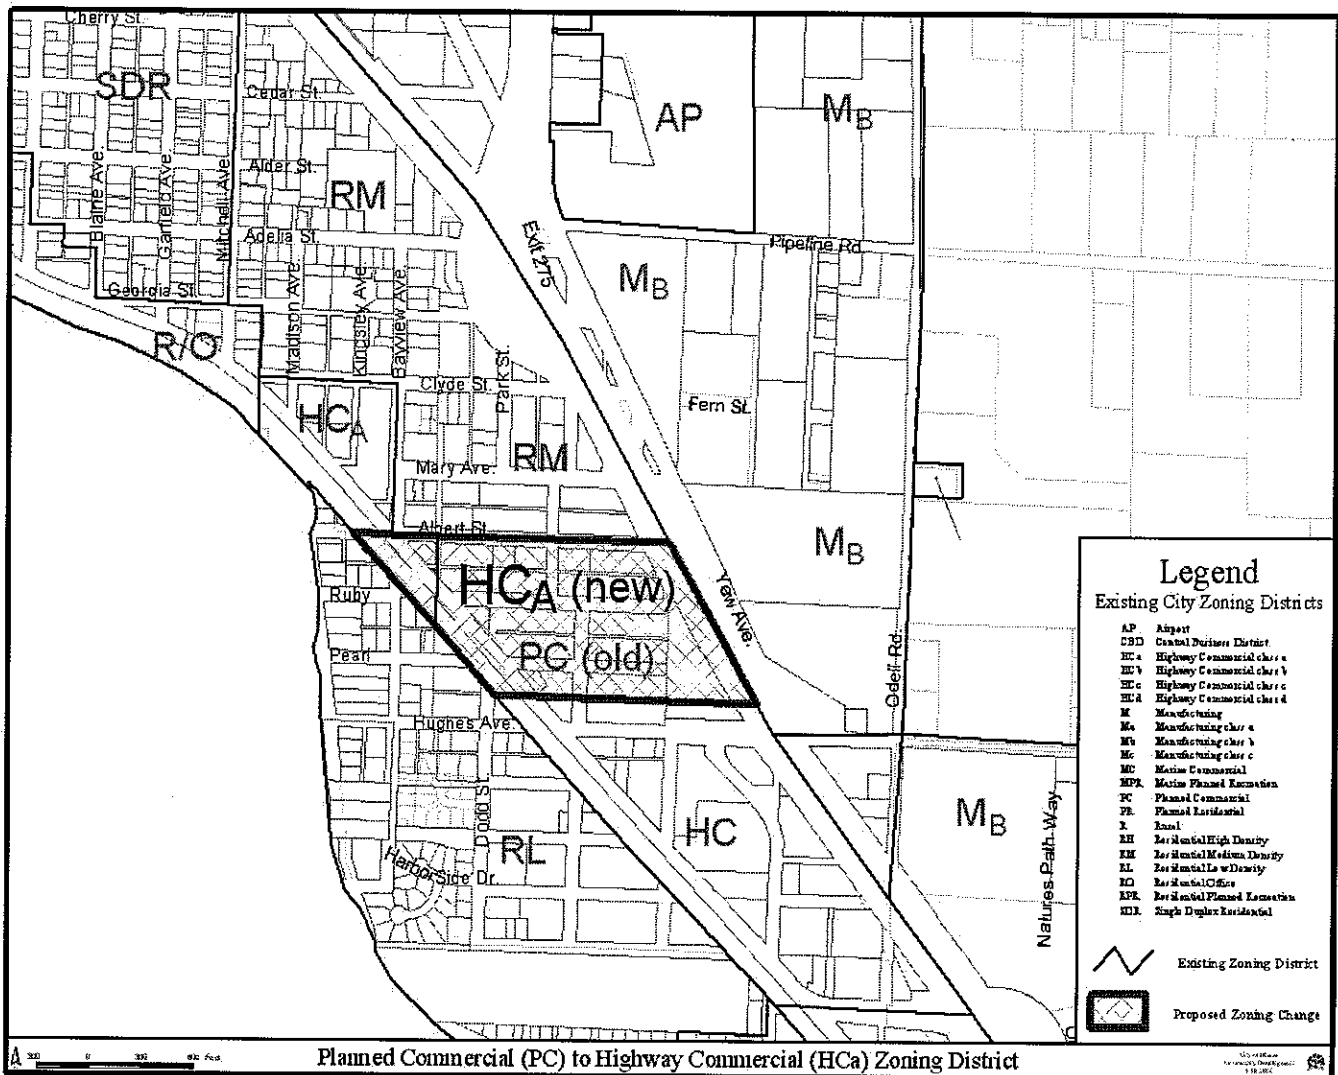 Cherry St.
SDR
Cedar St.
AP
MB
Alder St.
RM
Blaine Ave.
Garfield Ave.
Mitchell Ave.
Adelia St.
Exit 275
Pipeline Rd
MB
Georgia St.
Madison Ave
Kingsley Ave
Bayview Ave.
R/O
Park St.
Clyde St.
Fern St.
HCA
Mary Ave.
RM
Albert St.
MB
HCA (new)
Yew Ave.
Ruby
PC (old)
Pearl
Odell Rd
Hughes Ave.
Dodd St
HC
MB
RL
HarborSide Dr.
Natures Path Way
Legend
Existing City Zoning Districts
AP Airport
CBD Central Business District
HCa Highway Commercial class a
HCb Highway Commercial class b
HCc Highway Commercial class c
HCd Highway Commercial class d
M Manufacturing
Ma Manufacturing class a
Mb Manufacturing class b
Mc Manufacturing class c
MC Marine Commercial
MPR Marine Planned Recreation
PC Planned Commercial
PR Planned Residential
R Rural
RH Residential High Density
RM Residential Medium Density
RL Residential Low Density
RO Residential Office
RPR Residential Planned Recreation
SDR Single Duplex Residential
Existing Zoning District
Proposed Zoning Change
300 0 300 600 Feet
Planned Commercial (PC) to Highway Commercial (HCa) Zoning District